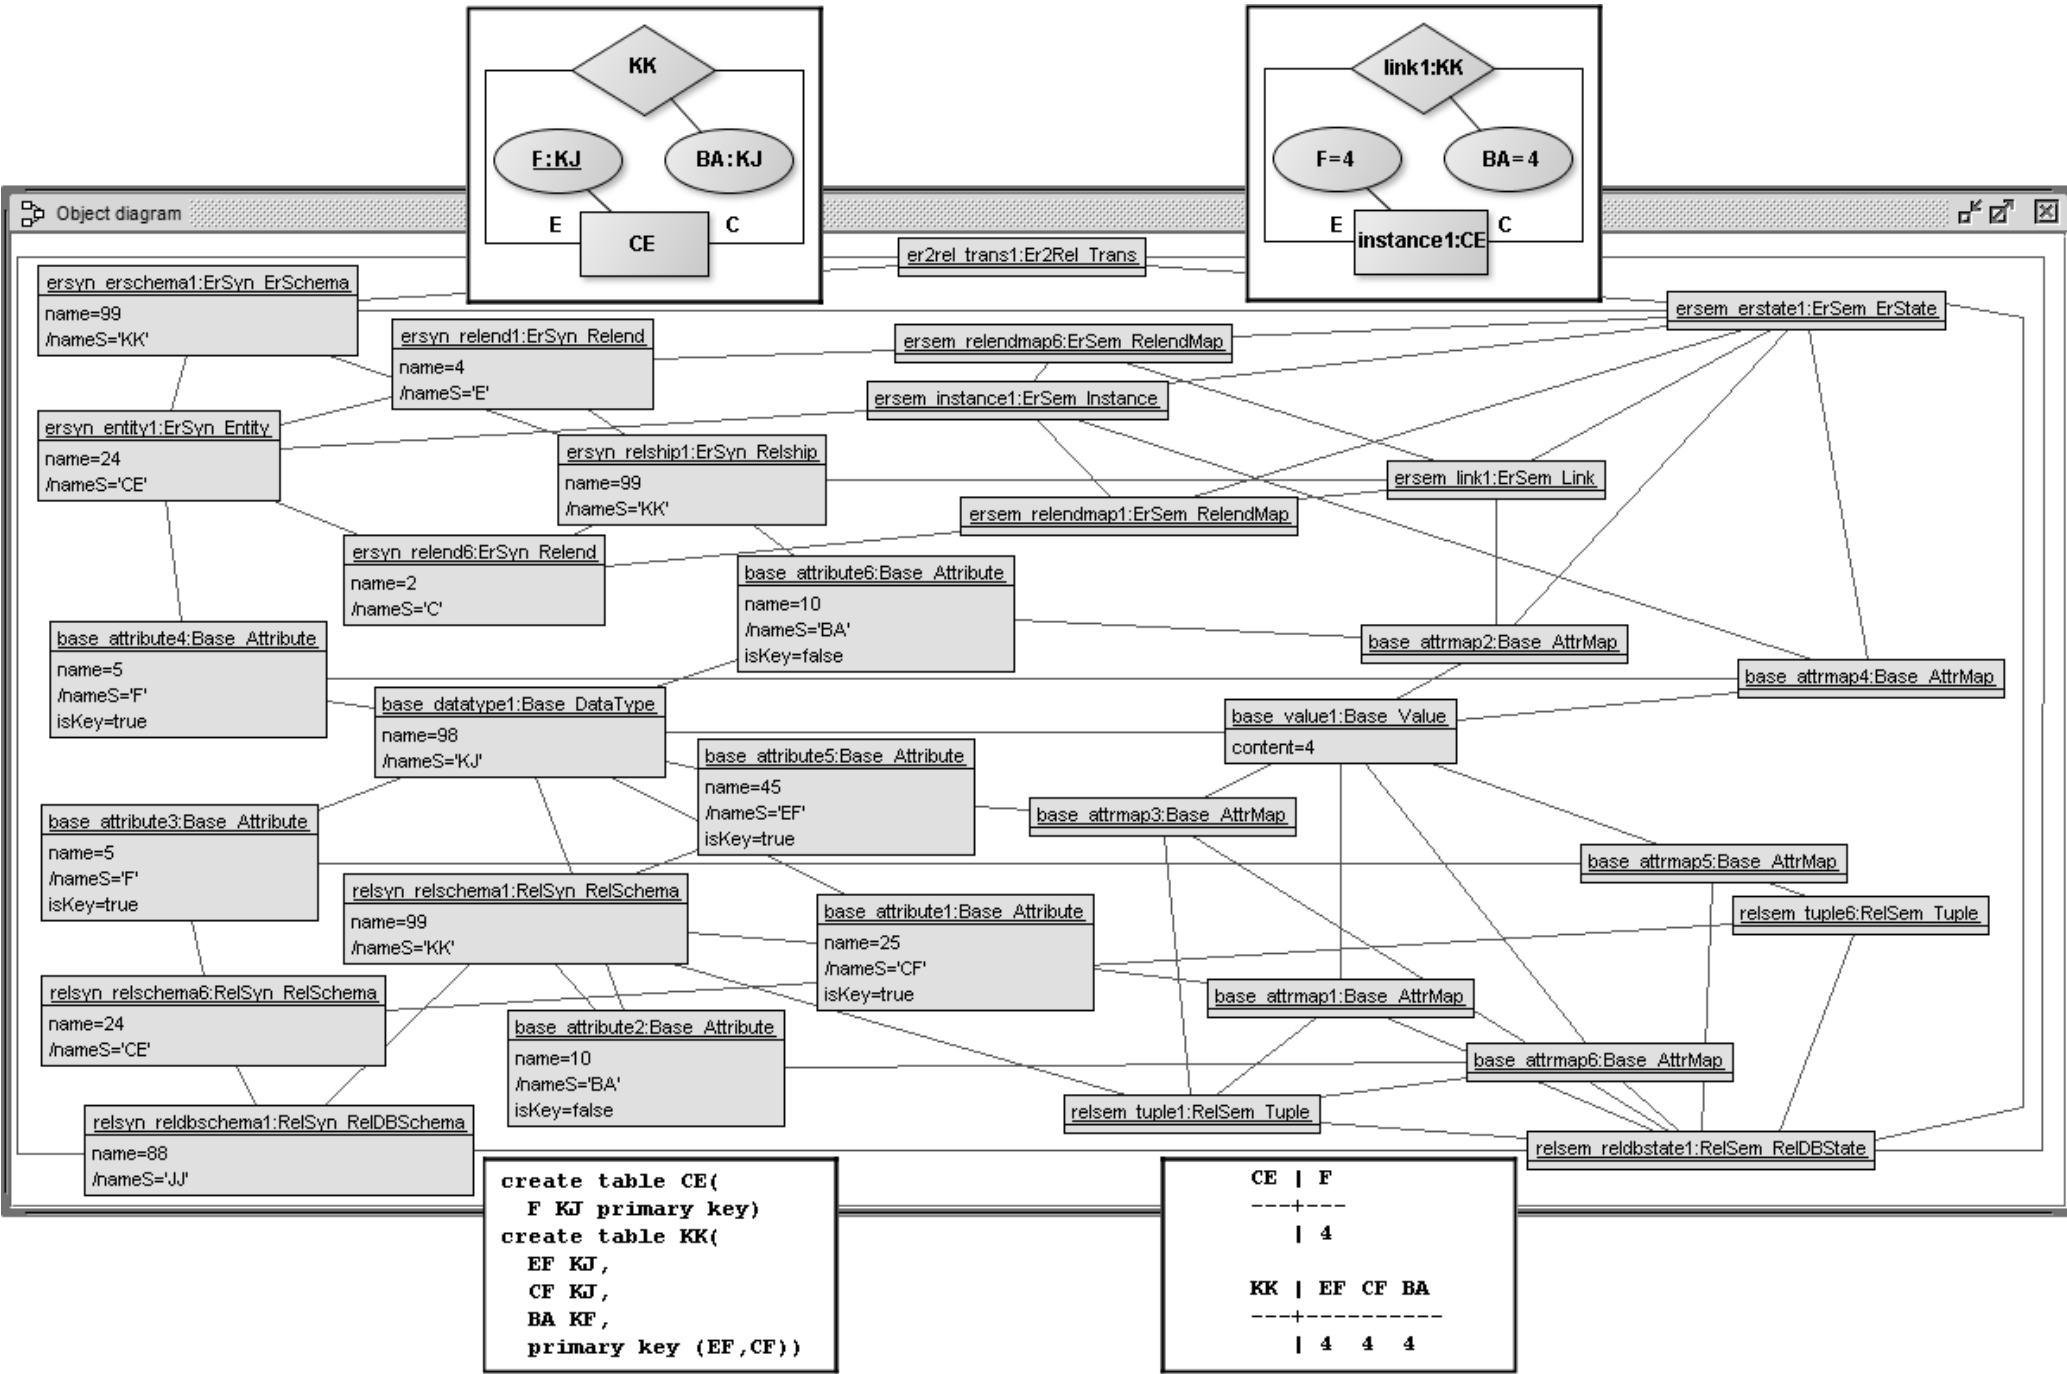 KK
F:KJ
BA:KJ
E
C
CE
link1:KK
F=4
BA=4
E
C
instance1:CE
Object diagram
er2rel_trans1:Er2Rel_Trans
ersyn_erschema1:ErSyn_ErSchema
name=99
/nameS='KK'
ersem_erstate1:ErSem_ErState
ersyn_relend1:ErSyn_Relend
name=4
/nameS='E'
ersem_relendmap6:ErSem_RelendMap
ersem_instance1:ErSem_Instance
ersyn_entity1:ErSyn_Entity
name=24
/nameS='CE'
ersyn_relship1:ErSyn_Relship
name=99
/nameS='KK'
ersem_link1:ErSem_Link
ersem_relendmap1:ErSem_RelendMap
ersyn_relend6:ErSyn_Relend
name=2
/nameS='C'
base_attribute6:Base_Attribute
name=10
/nameS='BA'
isKey=false
base_attribute4:Base_Attribute
name=5
/nameS='F'
isKey=true
base_attrmap2:Base_AttrMap
base_attrmap4:Base_AttrMap
base_datatype1:Base_DataType
name=98
/nameS='KJ'
base_value1:Base_Value
content=4
base_attribute5:Base_Attribute
name=45
/nameS='EF'
isKey=true
base_attrmap3:Base_AttrMap
base_attribute3:Base_Attribute
name=5
/nameS='F'
isKey=true
base_attrmap5:Base_AttrMap
relsyn_relschema1:RelSyn_RelSchema
name=99
/nameS='KK'
base_attribute1:Base_Attribute
name=25
/nameS='CF'
isKey=true
relsem_tuple6:RelSem_Tuple
relsyn_relschema6:RelSyn_RelSchema
name=24
/nameS='CE'
base_attrmap1:Base_AttrMap
base_attribute2:Base_Attribute
name=10
/nameS='BA'
isKey=false
base_attrmap6:Base_AttrMap
relsem_tuple1:RelSem_Tuple
relsyn_reldbschema1:RelSyn_RelDBSchema
name=88
/nameS='JJ'
relsem_reldbstate1:RelSem_RelDBState
create table CE(
F KJ primary key)
create table KK(
EF KJ,
CF KJ,
BA KF,
primary key (EF,CF))
CE | F
---+---
| 4
KK | EF CF BA
---+----------
| 4 4 4